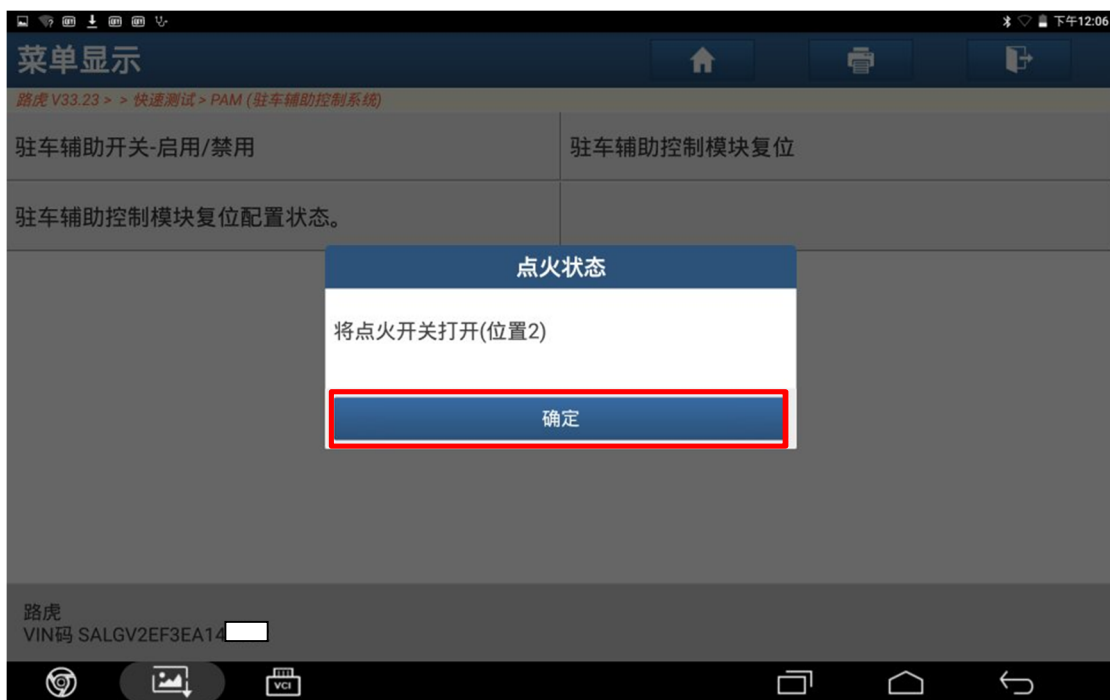 下午12:06
菜单显示
路虎 V33.23 > > 快速测试 > PAM (驻车辅助控制系统)
驻车辅助开关-启用/禁用
驻车辅助控制模块复位
驻车辅助控制模块复位配置状态。
点火状态
将点火开关打开(位置2)
确定
路虎
VIN码 SALGV2EF3EA14
VCI